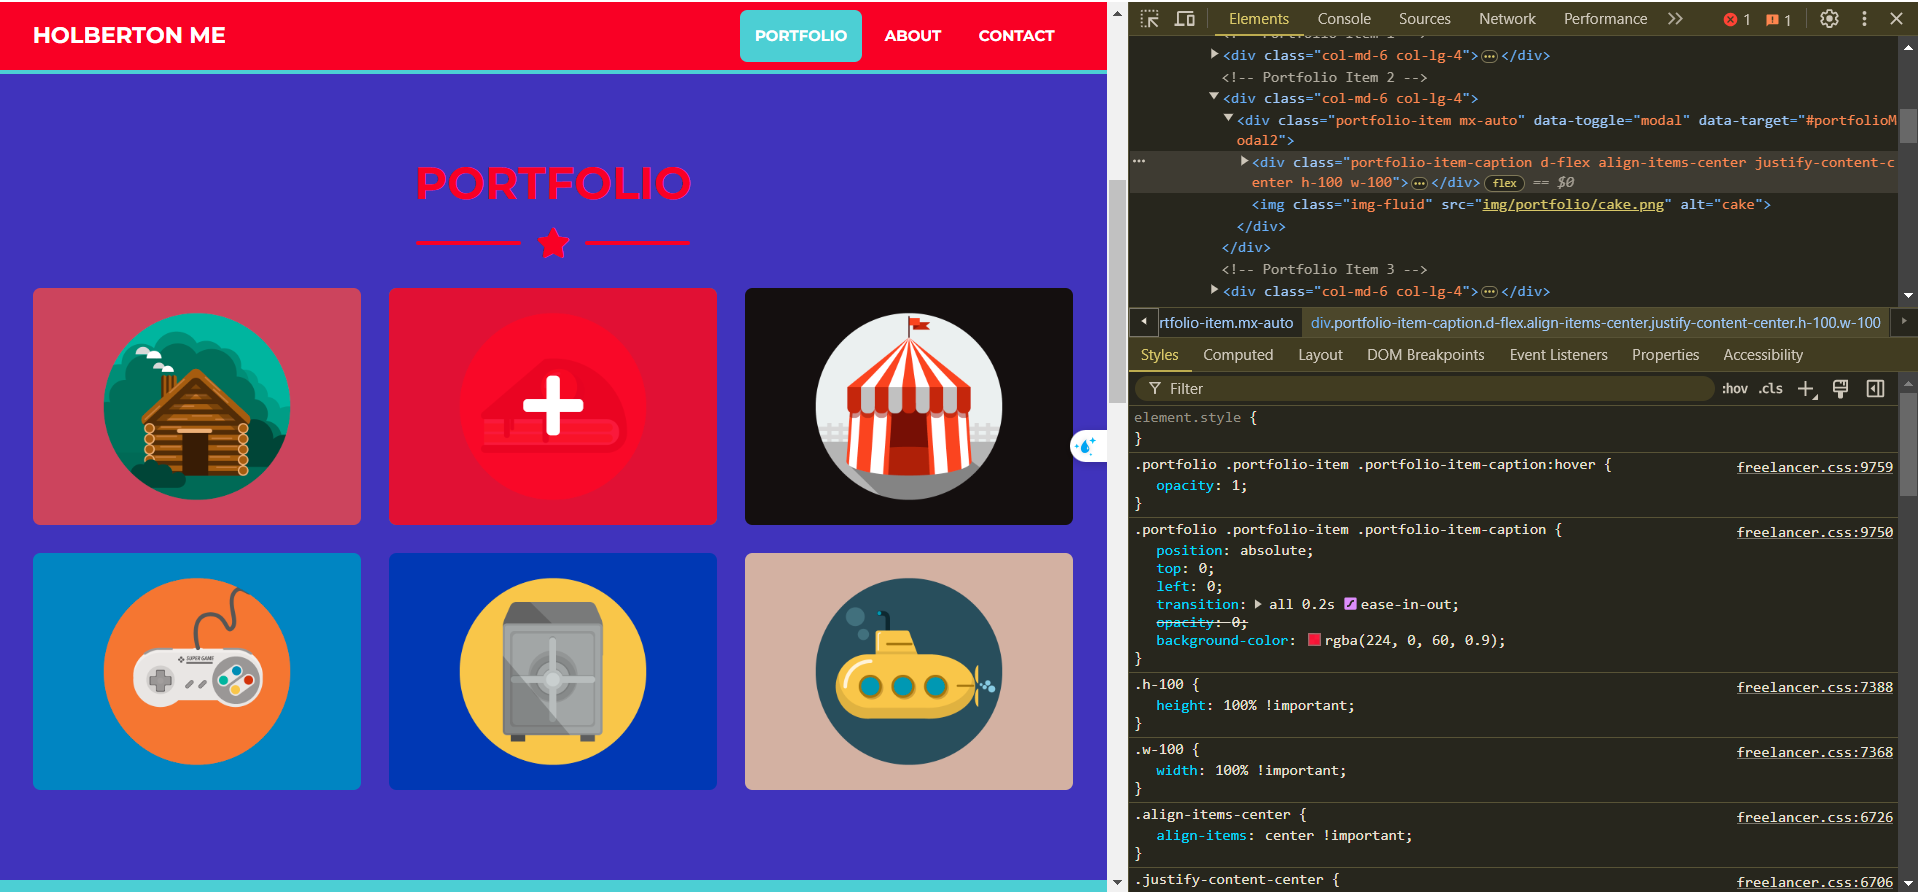 HOLBERTON ME
PORTFOLIO
ABOUT
CONTACT
PORTFOLIO
SUPER GAME
Elements
Console
Sources
Network
Performance
1
1
<div class="col-md-6 col-lg-4">…</div>
<!-- Portfolio Item 2 -->
<div class="col-md-6 col-lg-4">
<div class="portfolio-item mx-auto" data-toggle="modal" data-target="#portfolioM
odal2">
<div class="portfolio-item-caption d-flex align-items-center justify-content-c
enter h-100 w-100">…</div> flex == $0
<img class="img-fluid" src="img/portfolio/cake.png" alt="cake">
</div>
</div>
<!-- Portfolio Item 3 -->
<div class="col-md-6 col-lg-4">…</div>
rtfolio-item.mx-auto
div.portfolio-item-caption.d-flex.align-items-center.justify-content-center.h-100.w-100
Styles
Computed
Layout
DOM Breakpoints
Event Listeners
Properties
Accessibility
Filter
:hov
.cls
element.style {
}
.portfolio .portfolio-item .portfolio-item-caption:hover {
freelancer.css:9759
opacity: 1;
}
.portfolio .portfolio-item .portfolio-item-caption {
freelancer.css:9750
position: absolute;
top: 0;
left: 0;
transition: all 0.2s ease-in-out;
opacity: 0;
background-color: rgba(224, 0, 60, 0.9);
}
.h-100 {
freelancer.css:7388
height: 100% !important;
}
.w-100 {
freelancer.css:7368
width: 100% !important;
}
.align-items-center {
freelancer.css:6726
align-items: center !important;
}
.justify-content-center {
freelancer.css:6706